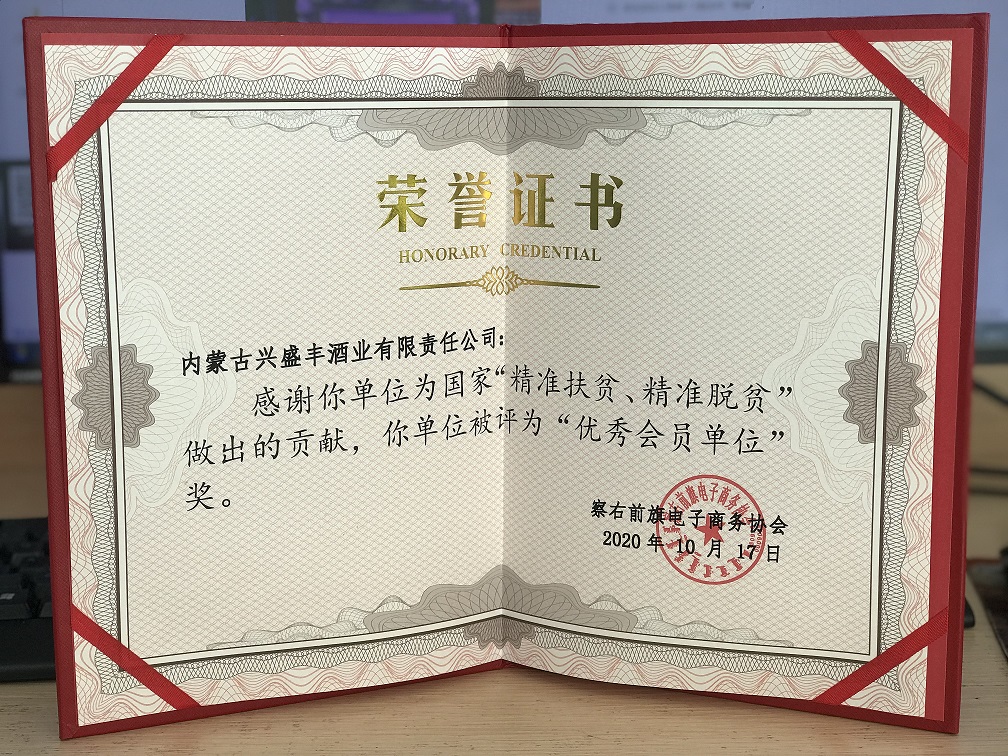 荣誉证书
HONORARY CREDENTIAL
内蒙古兴盛丰酒业有限责任公司：
感谢你单位为国家“精准扶贫、精准脱贫”
做出的贡献，你单位被评为“优秀会员单位”
奖。
察右前旗电子商务协会
2020 年 10 月 17 日